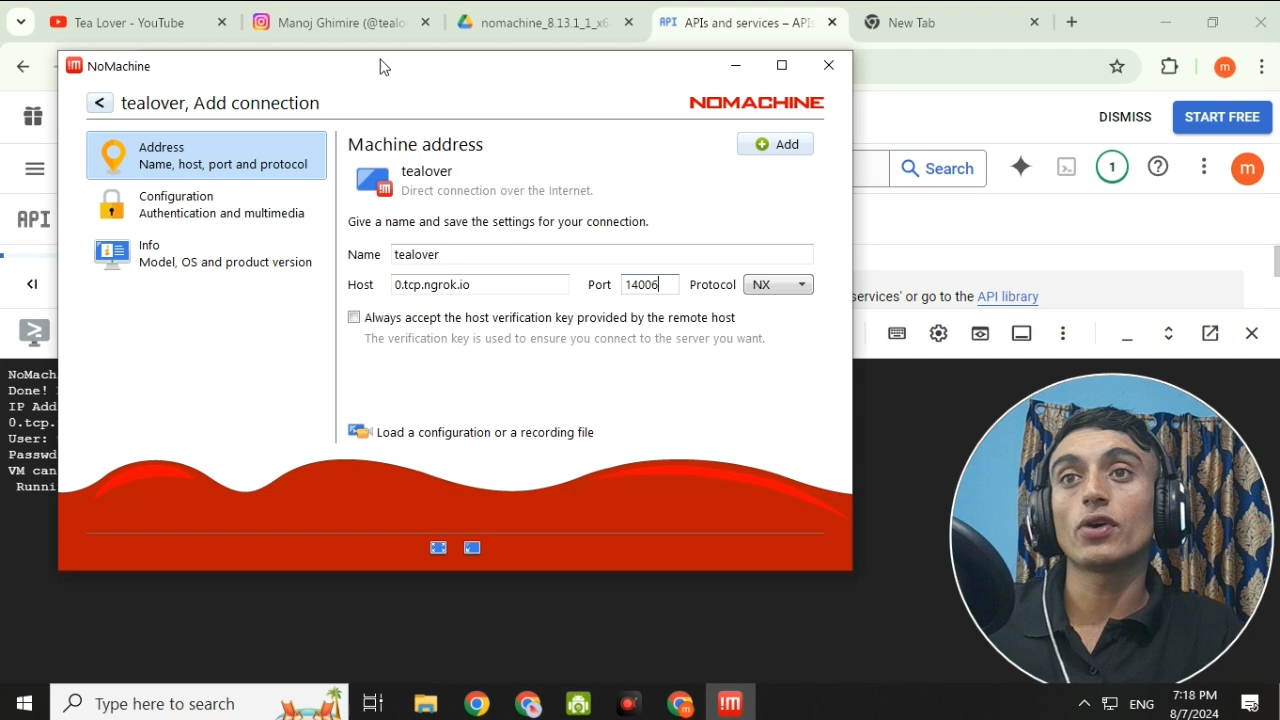 Tea Lover - YouTube
Manoj Ghimire (@tealo
nomachine_8.13.1_1_x6
API APIs and services – APIs
New Tab
NoMachine
m
tealover, Add connection
NOMACHINE
DISMISS
START FREE
Address
Name, host, port and protocol
Machine address
Add
tealover
Direct connection over the Internet.
Search
1
m
Configuration
Authentication and multimedia
Give a name and save the settings for your connection.
API
Info
Model, OS and product version
Name tealover
Host 0.tcp.ngrok.io Port 14006 Protocol NX
services' or go to the API library
Always accept the host verification key provided by the remote host
The verification key is used to ensure you connect to the server you want.
NoMach
Done!
IP Add
0.tcp.
User:
Passwd
VM can
Runni
Load a configuration or a recording file
Type here to search
ENG
7:18 PM
8/7/2024